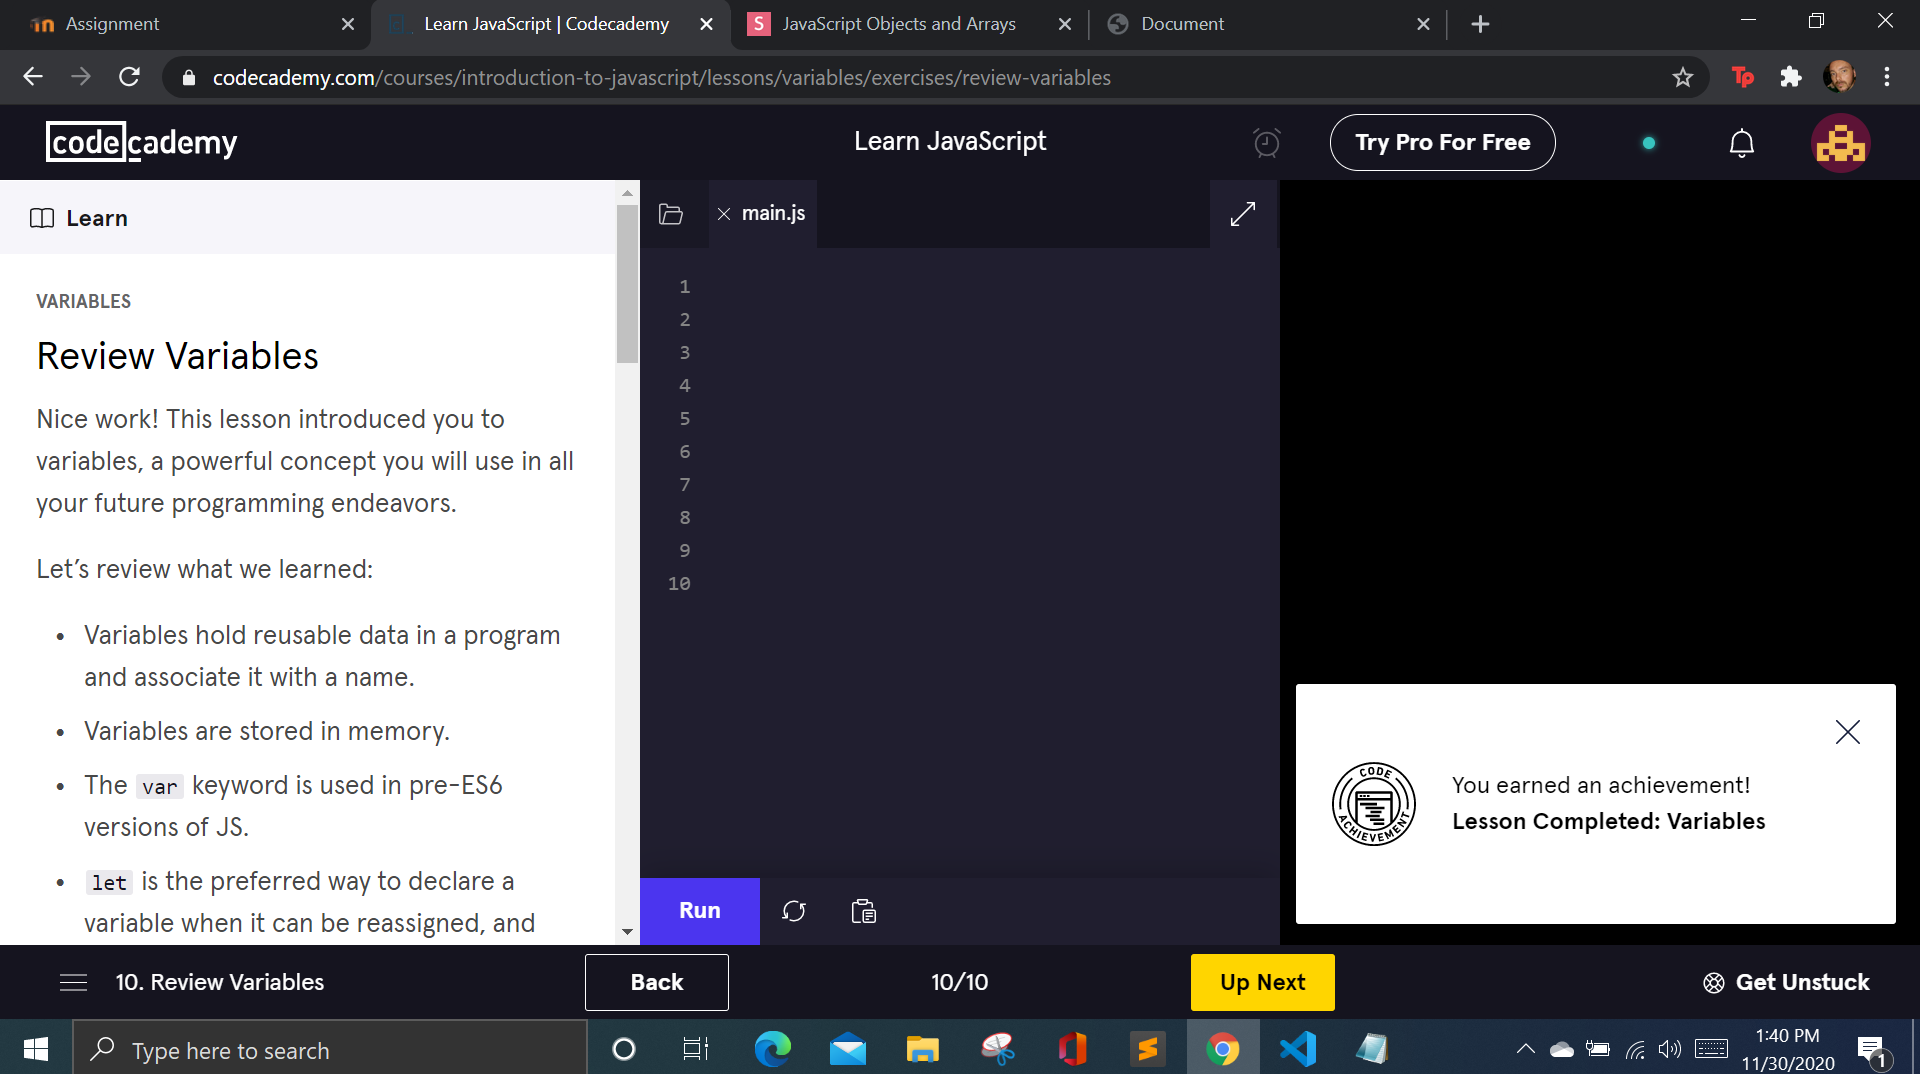 Assignment
Learn JavaScript | Codecademy
S JavaScript Objects and Arrays
Document
codecademy.com/courses/introduction-to-javascript/lessons/variables/exercises/review-variables
Tp
codecademy
Learn JavaScript
Try Pro For Free
Learn
main.js
VARIABLES
Review Variables
Nice work! This lesson introduced you to
variables, a powerful concept you will use in all
your future programming endeavors.
Let’s review what we learned:
• Variables hold reusable data in a program
and associate it with a name.
• Variables are stored in memory.
• The var keyword is used in pre-ES6
versions of JS.
• let is the preferred way to declare a
variable when it can be reassigned, and
1
2
3
4
5
6
7
8
9
10
Run
CODE
ACHIEVEMENT
You earned an achievement!
Lesson Completed: Variables
10. Review Variables
Back
10/10
Up Next
Get Unstuck
Type here to search
1:40 PM
11/30/2020
1